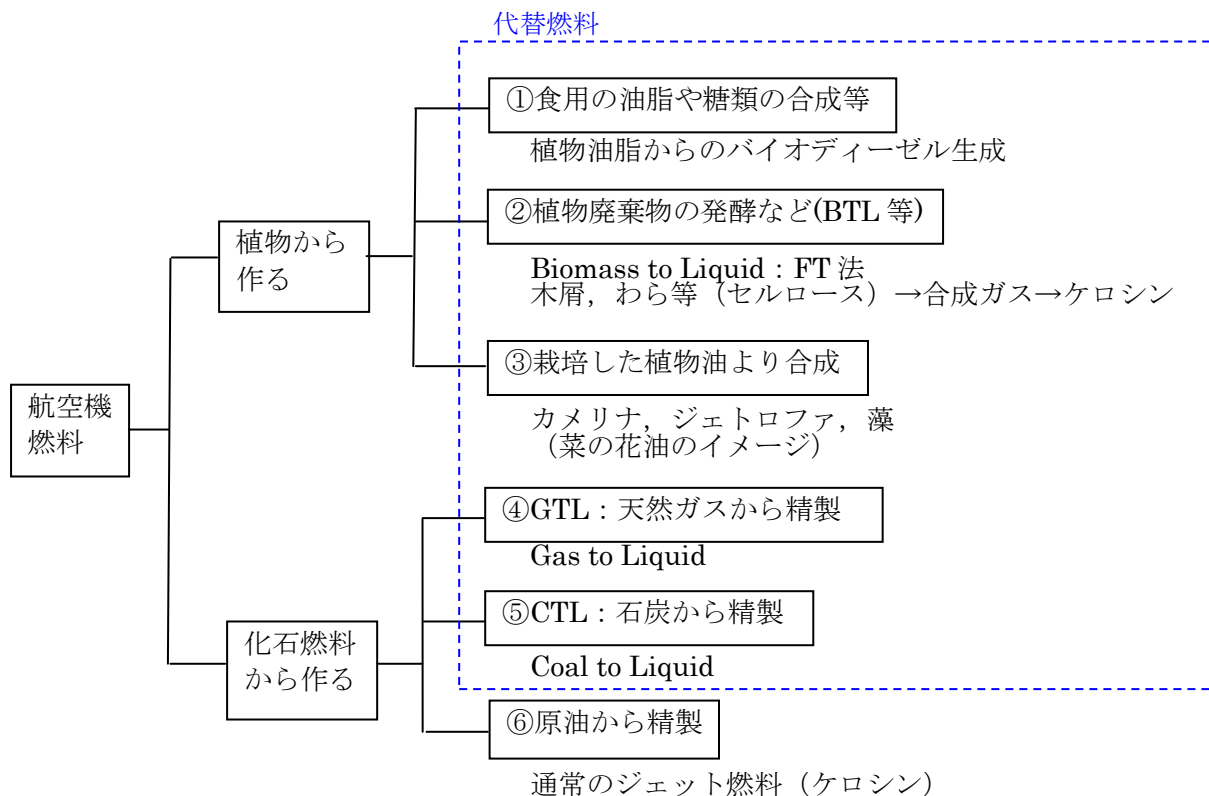 代替燃料
①食用の油脂や糖類の合成等
植物油脂からのバイオディーゼル生成
②植物廃棄物の発酵など(BTL 等)
植物から
作る
Biomass to Liquid：FT 法
木屑，わら等（セルロース）→合成ガス→ケロシン
③栽培した植物油より合成
航空機
燃料
カメリナ，ジェトロファ，藻
（菜の花油のイメージ）
④GTL：天然ガスから精製
Gas to Liquid
⑤CTL：石炭から精製
化石燃料
から作る
Coal to Liquid
⑥原油から精製
通常のジェット燃料（ケロシン）